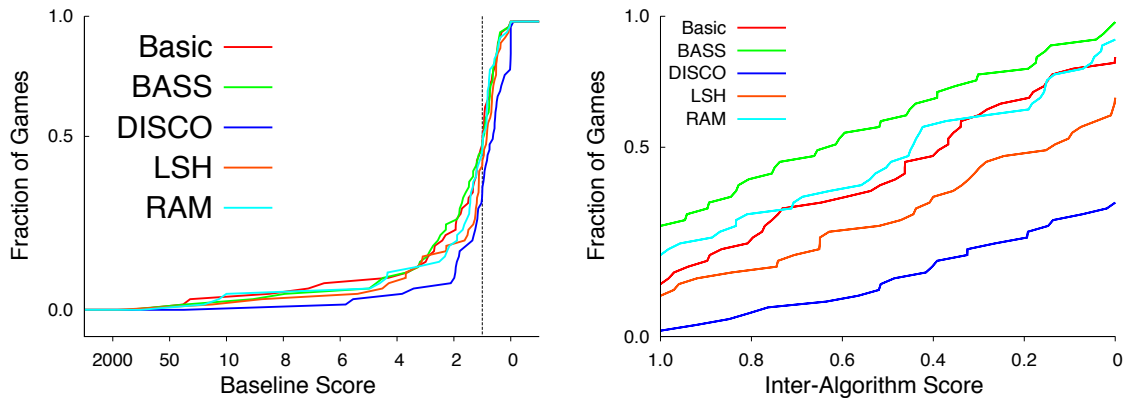 1.0
0.5
0.0
Fraction of Games
Basic
BASS
DISCO
LSH
RAM
2000 50 10 8 6 4 2 0
Baseline Score
1.0
0.5
0.0
Fraction of Games
Basic
BASS
DISCO
LSH
RAM
1.0 0.8 0.6 0.4 0.2 0
Inter-Algorithm Score